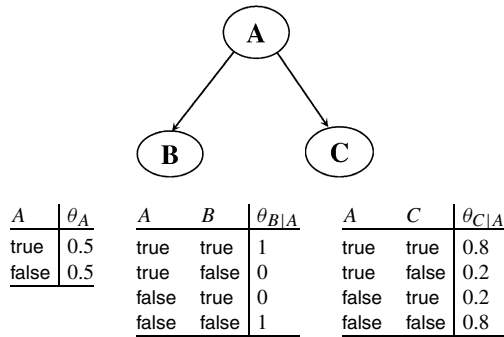 A
B
C
A θ_A
true 0.5
false 0.5
A B θ_{B|A}
true true 1
true false 0
false true 0
false false 1
A C θ_{C|A}
true true 0.8
true false 0.2
false true 0.2
false false 0.8